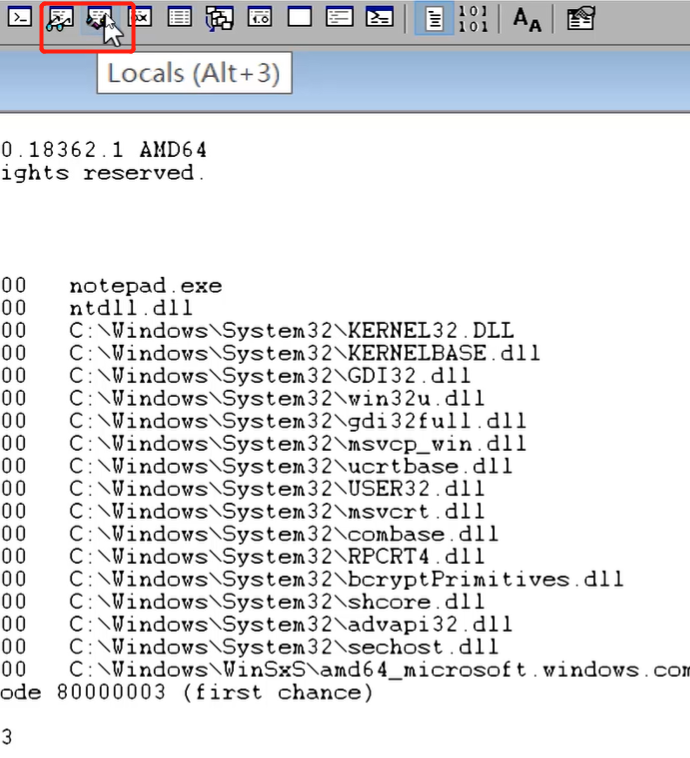 101
101
AA
Locals (Alt+3)
0.18362.1 AMD64
ights reserved.
00 notepad.exe
00 ntdll.dll
00 C:\Windows\System32\KERNEL32.DLL
00 C:\Windows\System32\KERNELBASE.dll
00 C:\Windows\System32\GDI32.dll
00 C:\Windows\System32\win32u.dll
00 C:\Windows\System32\gdi32full.dll
00 C:\Windows\System32\msvcp_win.dll
00 C:\Windows\System32\ucrtbase.dll
00 C:\Windows\System32\USER32.dll
00 C:\Windows\System32\msvcrt.dll
00 C:\Windows\System32\combase.dll
00 C:\Windows\System32\RPCRT4.dll
00 C:\Windows\System32\bcryptPrimitives.dll
00 C:\Windows\System32\shcore.dll
00 C:\Windows\System32\advapi32.dll
00 C:\Windows\System32\sechost.dll
00 C:\Windows\WinSxS\amd64_microsoft.windows.com
ode 80000003 (first chance)
3